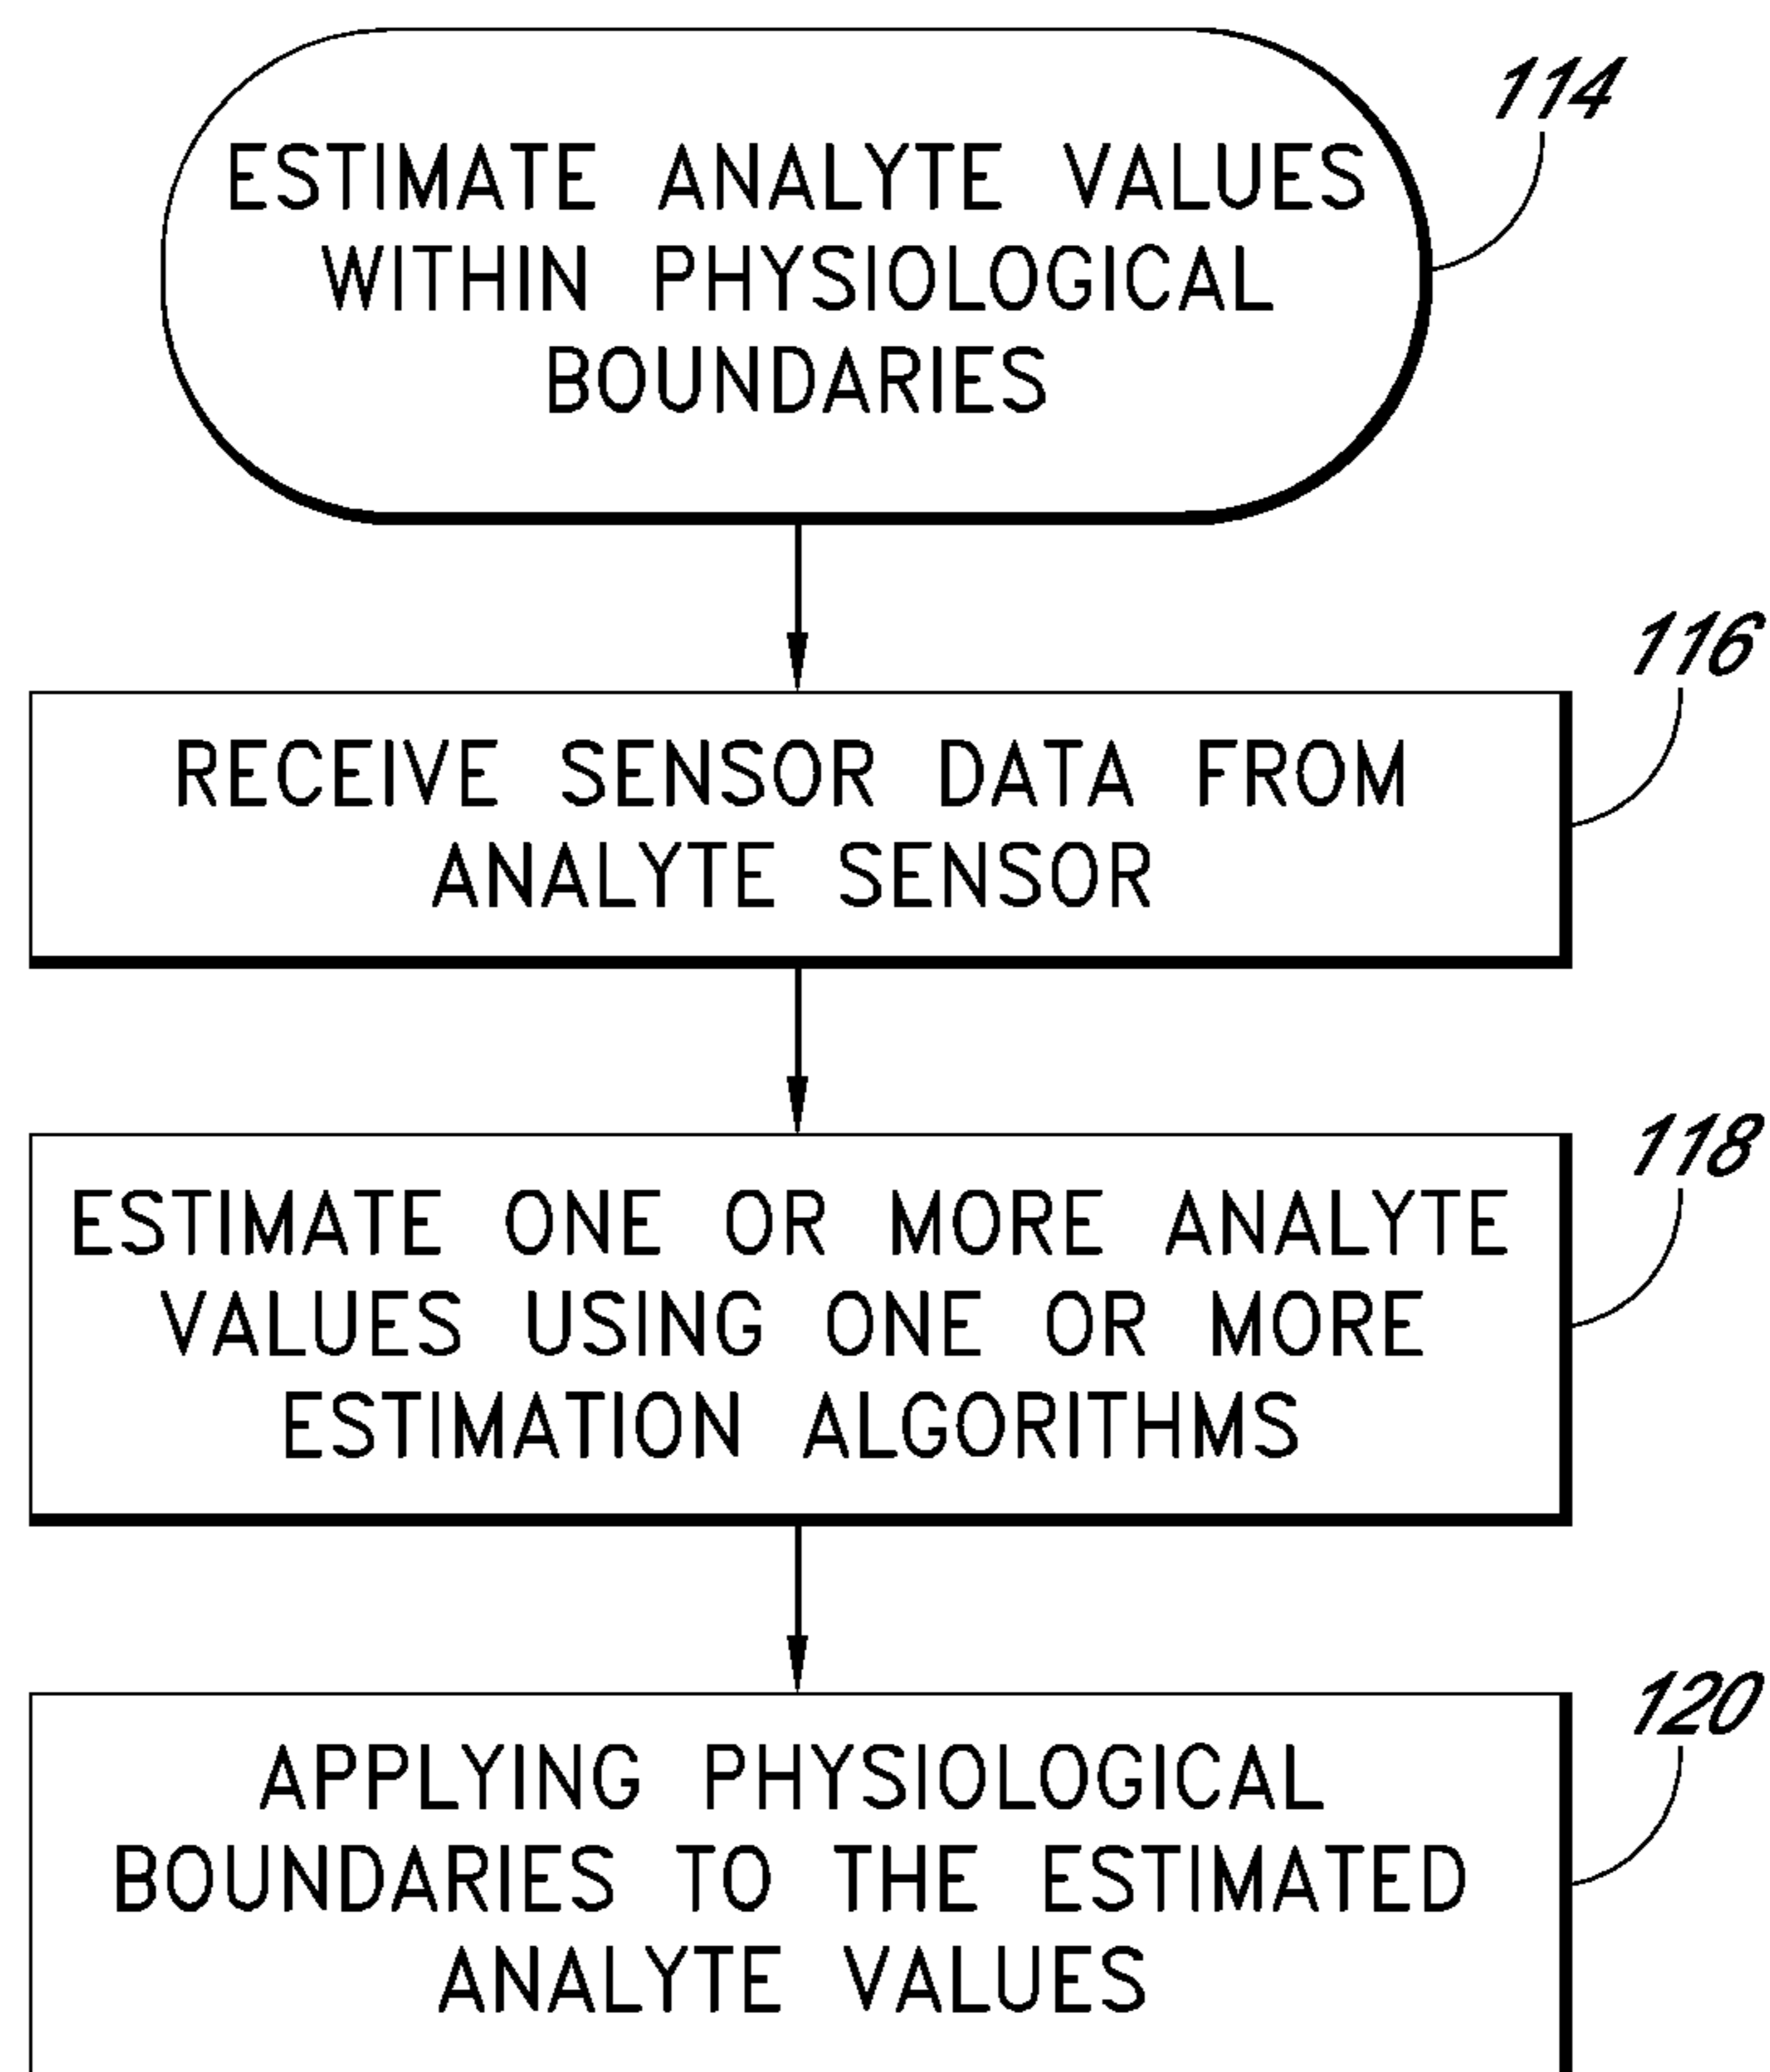 114
ESTIMATE ANALYTE VALUES
WITHIN PHYSIOLOGICAL
BOUNDARIES
116
RECEIVE SENSOR DATA FROM
ANALYTE SENSOR
118
ESTIMATE ONE OR MORE ANALYTE
VALUES USING ONE OR MORE
ESTIMATION ALGORITHMS
120
APPLYING PHYSIOLOGICAL
BOUNDARIES TO THE ESTIMATED
ANALYTE VALUES